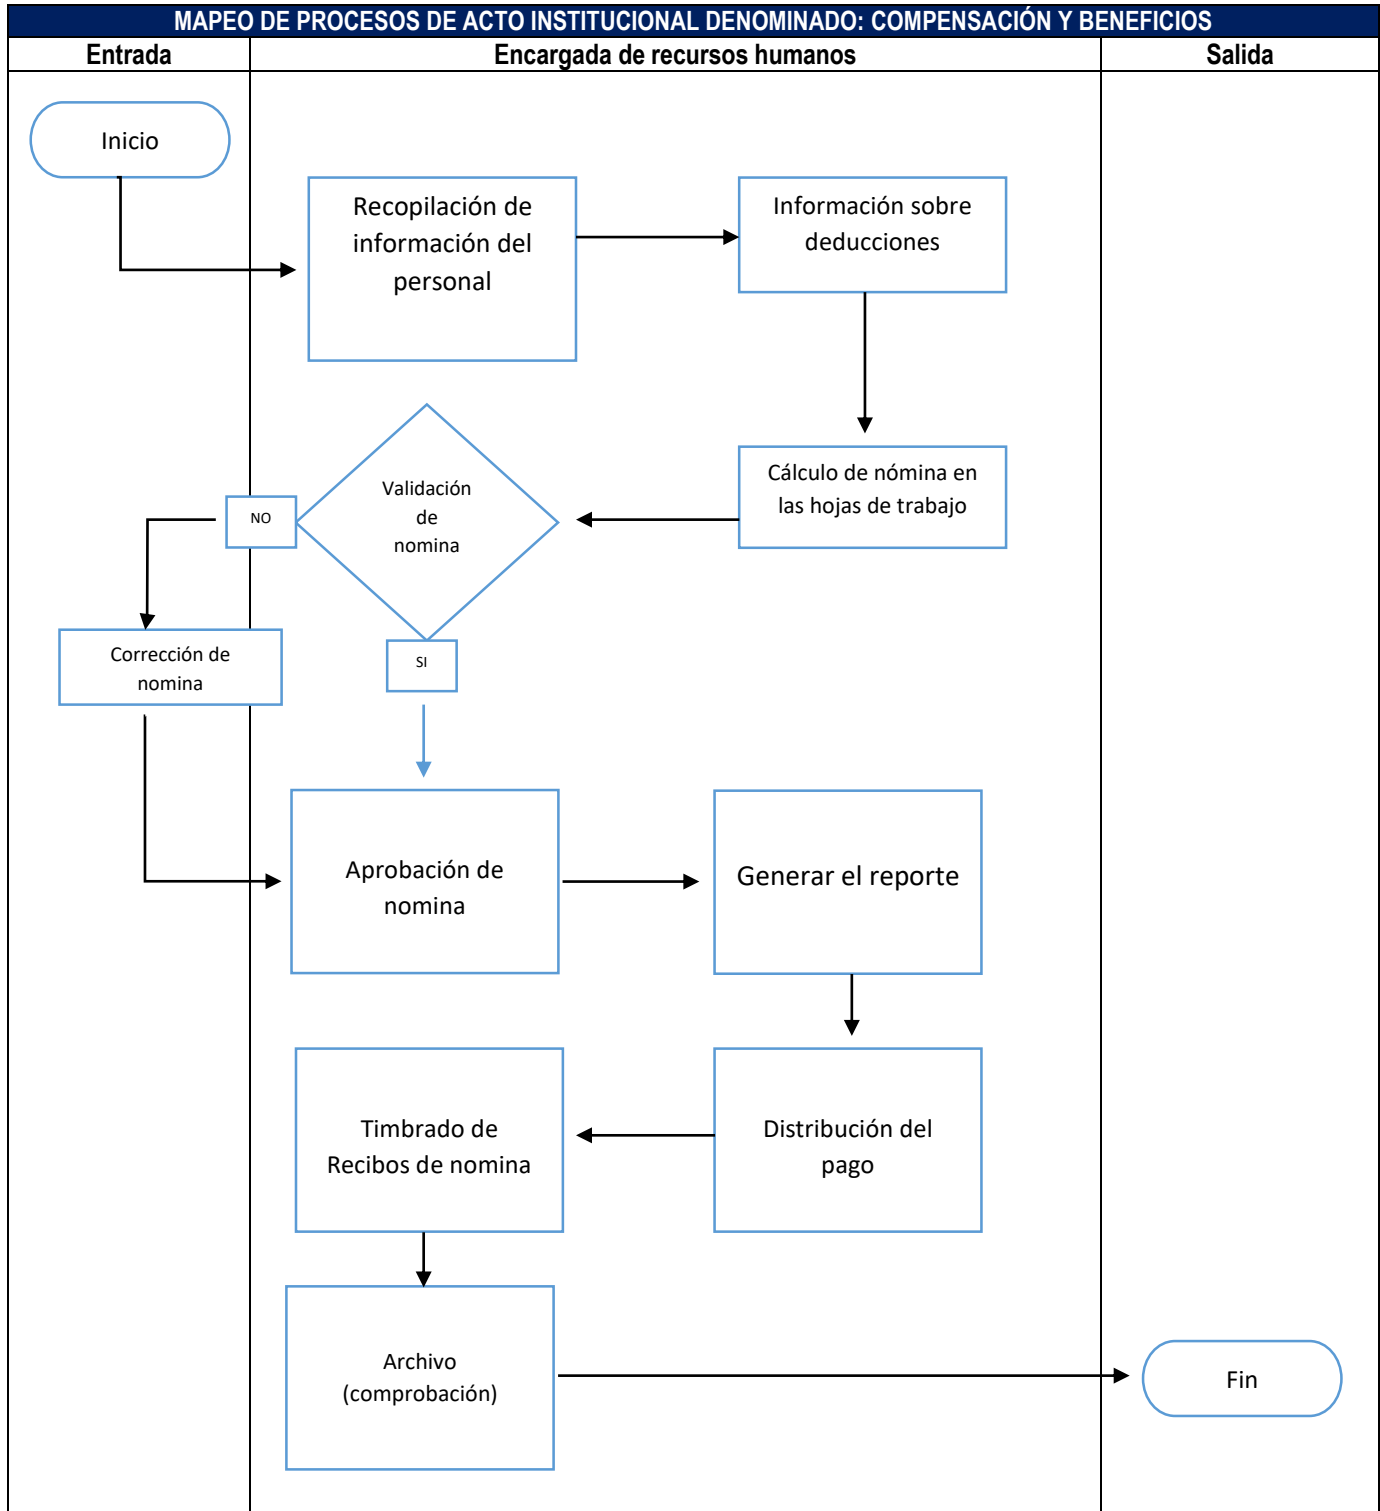 MAPEO DE PROCESOS DE ACTO INSTITUCIONAL DENOMINADO: COMPENSACIÓN Y BENEFICIOS
Entrada
Encargada de recursos humanos
Salida
Inicio
Recopilación de
información del
personal
Información sobre
deducciones
Cálculo de nómina en
las hojas de trabajo
Validación
de
nomina
NO
SI
Corrección de
nomina
Aprobación de
nomina
Generar el reporte
Distribución del
pago
Timbrado de
Recibos de nomina
Archivo
(comprobación)
Fin